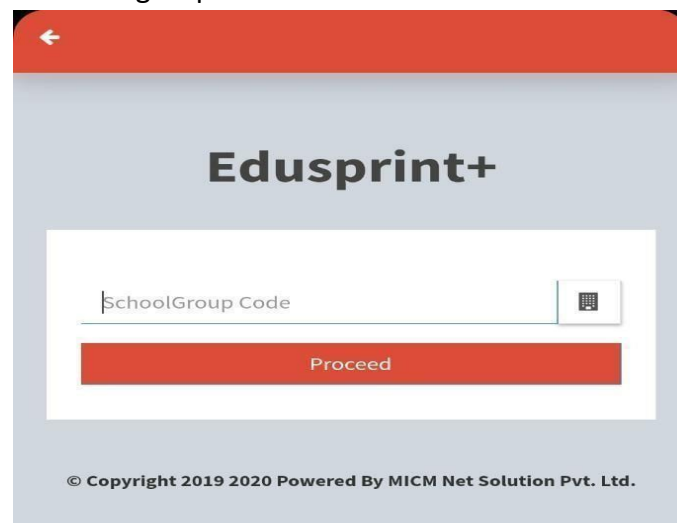 Edusprint+
SchoolGroup Code
Proceed
© Copyright 2019 2020 Powered By MICM Net Solution Pvt. Ltd.